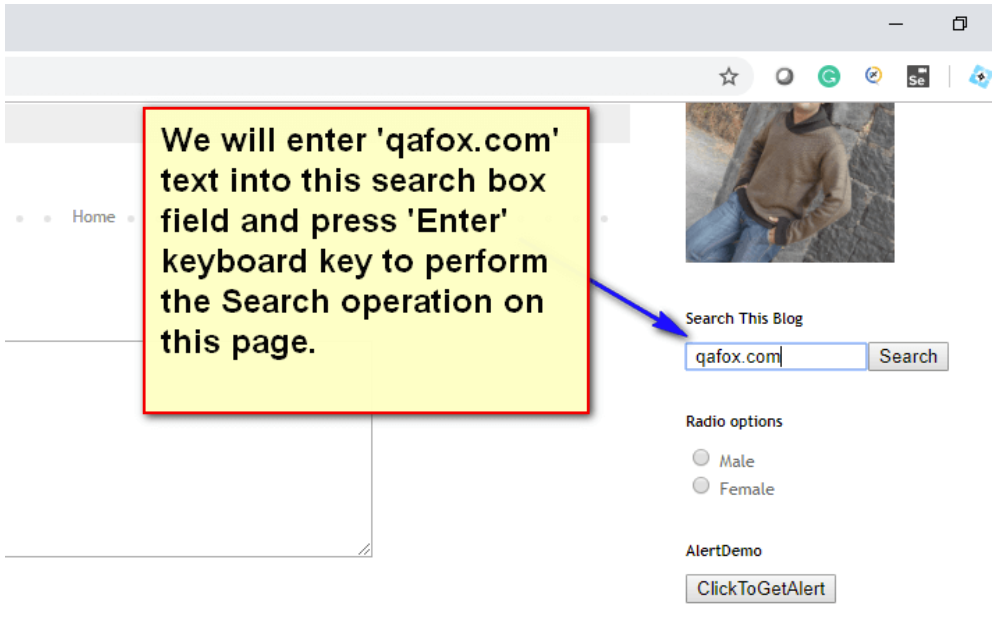 G
Se
We will enter 'qafox.com'
text into this search box
field and press 'Enter'
keyboard key to perform
the Search operation on
this page.
Home
Search This Blog
qafox.com Search
Radio options
Male
Female
AlertDemo
ClickToGetAlert